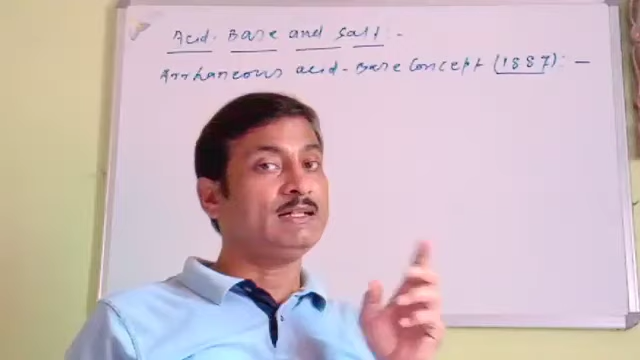 Acid. Base and Salt :-
Arrhaneous acid-Base Concept (1887): -